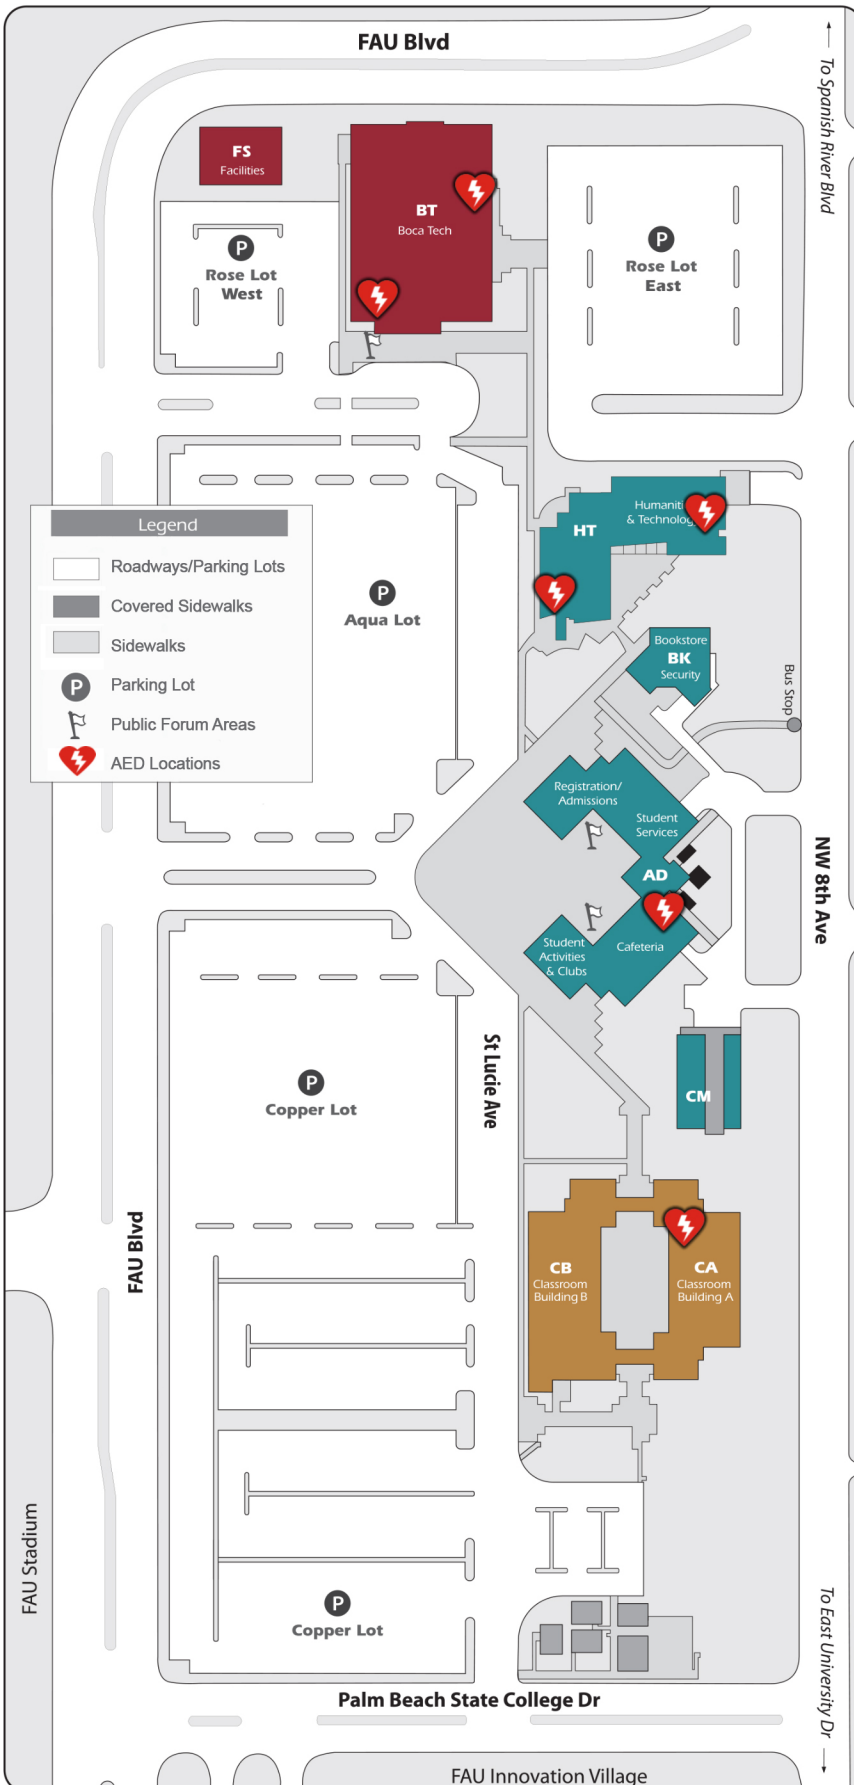 FAU Blvd
To Spanish River Blvd
FS
Facilities
BT
Boca Tech
P
Rose Lot
West
P
Rose Lot
East
Legend
Roadways/Parking Lots
Covered Sidewalks
Sidewalks
P
Parking Lot
Public Forum Areas
AED Locations
P
Aqua Lot
HT
& Technolog
Bookstore
BK
Security
Bus Stop
Registration/
Admissions
Student
Services
AD
Cafeteria
Student
Activities
& Clubs
NW 8th Ave
CM
St Lucie Ave
P
Copper Lot
FAU Blvd
CB
Classroom
Building B
CA
Classroom
Building A
FAU Stadium
P
Copper Lot
To East University Dr
Palm Beach State College Dr
FAU Innovation Village